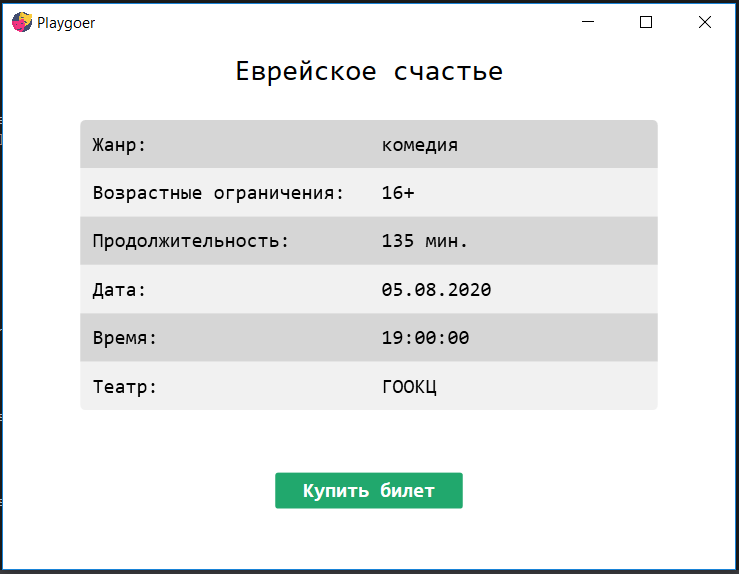 Playgoer
Еврейское счастье
Жанр: комедия
Возрастные ограничения: 16+
Продолжительность: 135 мин.
Дата: 05.08.2020
Время: 19:00:00
Театр: ГООКЦ
Купить билет